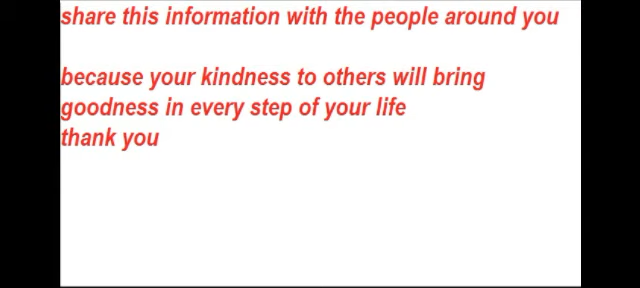 share this information with the people around you
because your kindness to others will bring
goodness in every step of your life
thank you